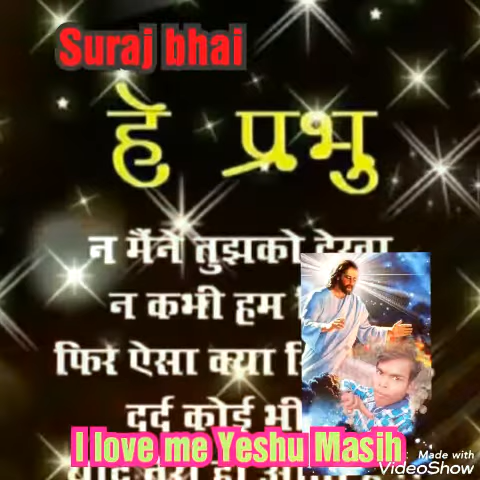 Suraj bhai
हे प्रभु
न मैंने तुझको देखा
न कभी हम
फिर ऐसा क्या
दर्द कोई भी
I love me Yeshu Masih
Made with
VideoShow